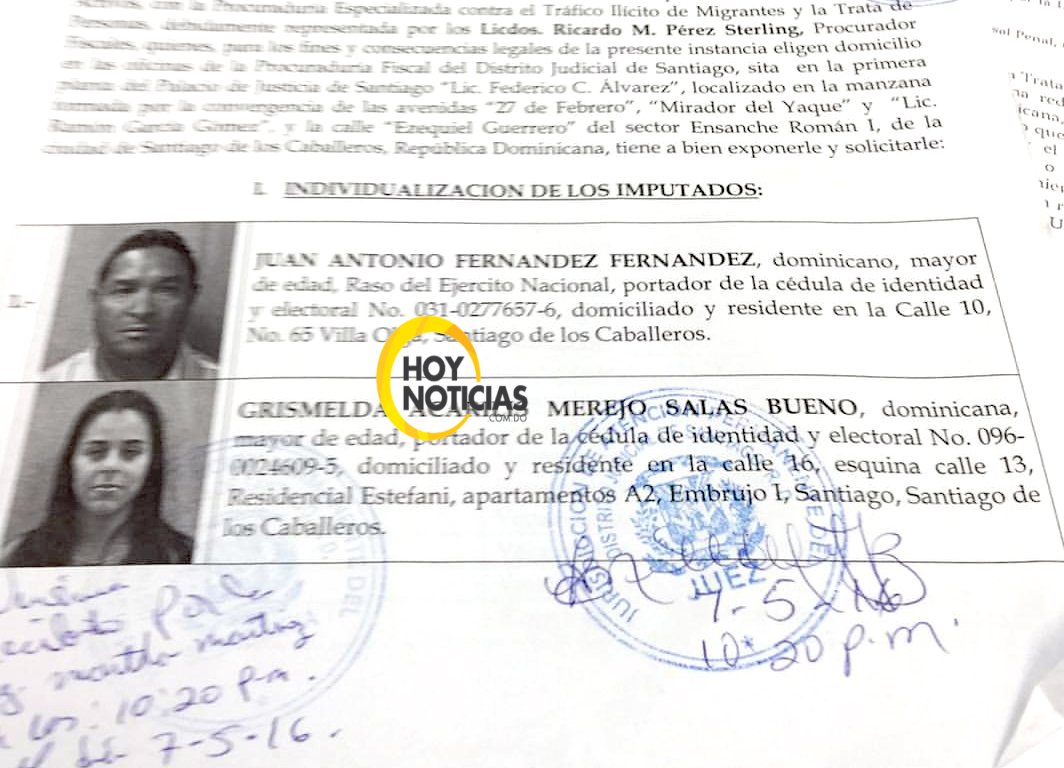 Procuraduría Especializada contra el Tráfico Ilícito de Migrantes y la Trata de
Personas, debidamente representada por los Licdos. Ricardo M. Pérez Sterling, Procurador
Fiscales, quienes, para los fines y consecuencias legales de la presente instancia eligen domicilio
en las oficinas de la Procuraduría Fiscal del Distrito Judicial de Santiago, sita en la primera
planta del Palacio de Justicia de Santiago "Lic. Federico C. Álvarez", localizado en la manzana
formada por la convergencia de las avenidas "27 de Febrero", "Mirador del Yaque" y "Lic.
Ramón García Gómez", y la calle "Ezequiel Guerrero" del sector Ensanche Román I, de la
ciudad de Santiago de los Caballeros, República Dominicana, tiene a bien exponerle y solicitarle:
I. INDIVIDUALIZACION DE LOS IMPUTADOS:
JUAN ANTONIO FERNANDEZ FERNANDEZ, dominicano, mayor
de edad, Raso del Ejercito Nacional, portador de la cédula de identidad
y electoral No. 031-0277657-6, domiciliado y residente en la Calle 10,
No. 65 Villa Olga, Santiago de los Caballeros.
HOY
NOTICIAS
.COM.DO
GRISMELDA MEREJO SALAS BUENO, dominicana,
mayor de edad, portador de la cédula de identidad y electoral No. 096-
0024609-5, domiciliado y residente en la calle 16, esquina calle 13,
Residencial Estefani, apartamentos A2, Embrujo I, Santiago, Santiago de
los Caballeros.
JUEZ
7-5-16
10:20 p.m.
10:20 p.m.
7-5-16.
sal Penal,
Trata